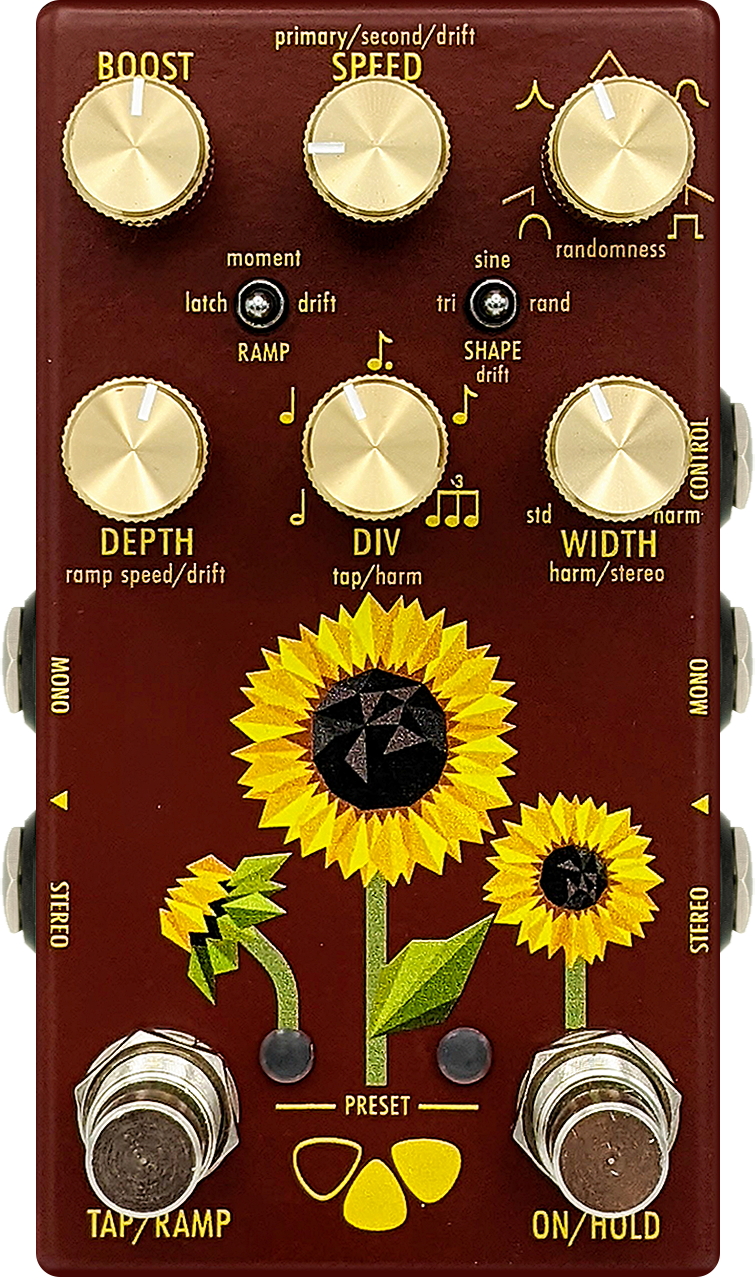 primary/second/drift
BOOST
SPEED
randomness
moment
latch
drift
RAMP
sine
tri
rand
SHAPE
drift
3
CONTROL
std
harm
DEPTH
DIV
WIDTH
ramp speed/drift
tap/harm
harm/stereo
MONO
MONO
STEREO
STEREO
PRESET
TAP/RAMP
ON/HOLD